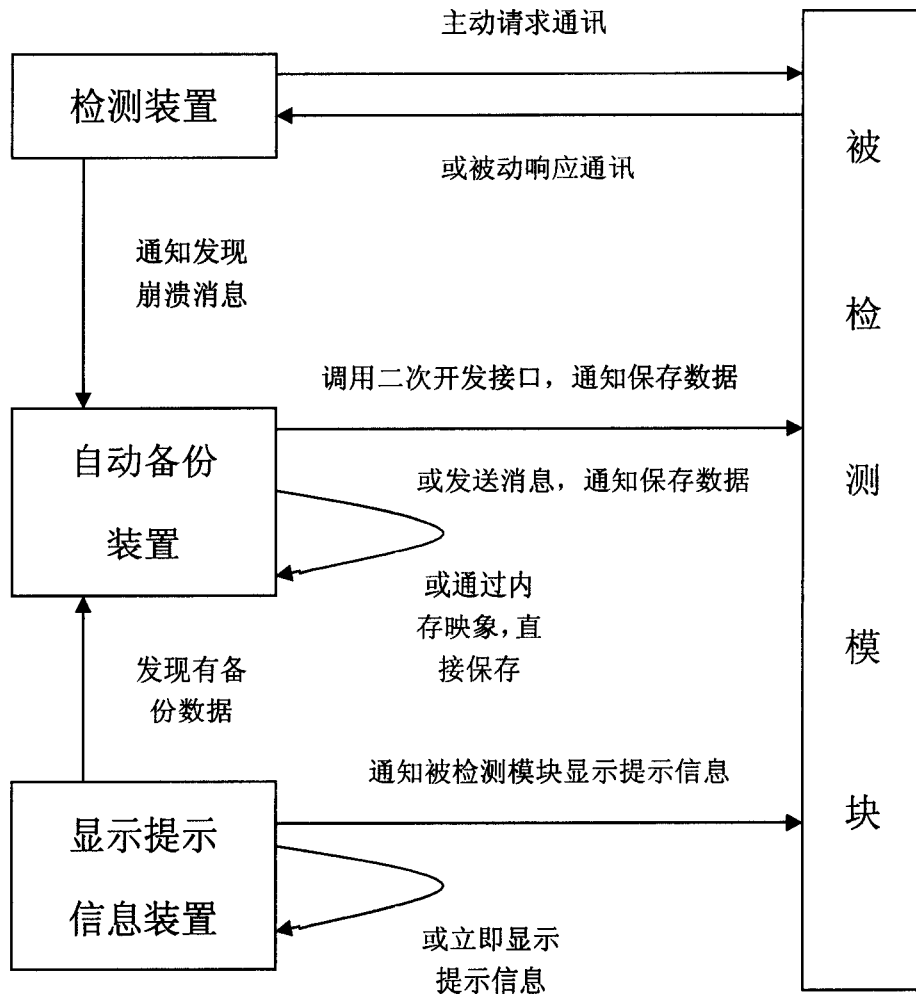 主动请求通讯
检测装置
或被动响应通讯
通知发现
崩溃消息
调用二次开发接口，通知保存数据
自动备份
装置
或发送消息，通知保存数据
或通过内
存映象，直
接保存
发现有备
份数据
通知被检测模块显示提示信息
显示提示
信息装置
或立即显示
提示信息
被
检
测
模
块